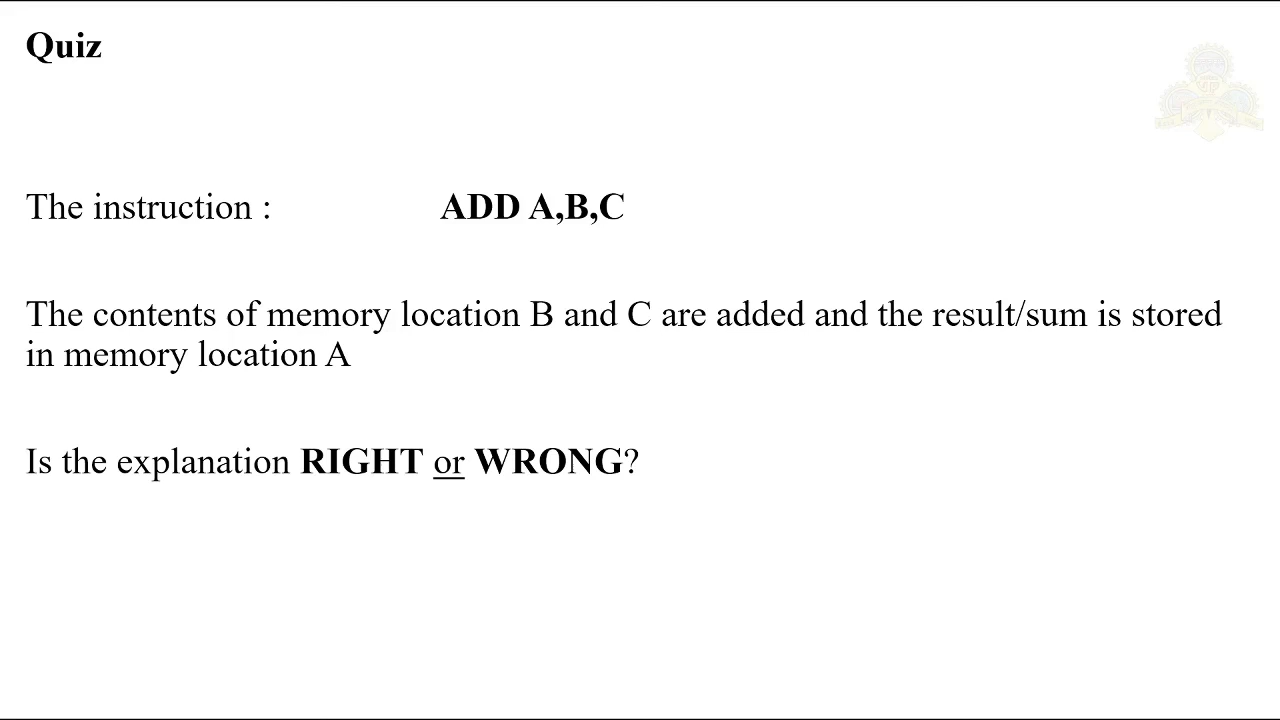 Quiz
The instruction : ADD A,B,C
The contents of memory location B and C are added and the result/sum is stored
in memory location A
Is the explanation RIGHT or WRONG?